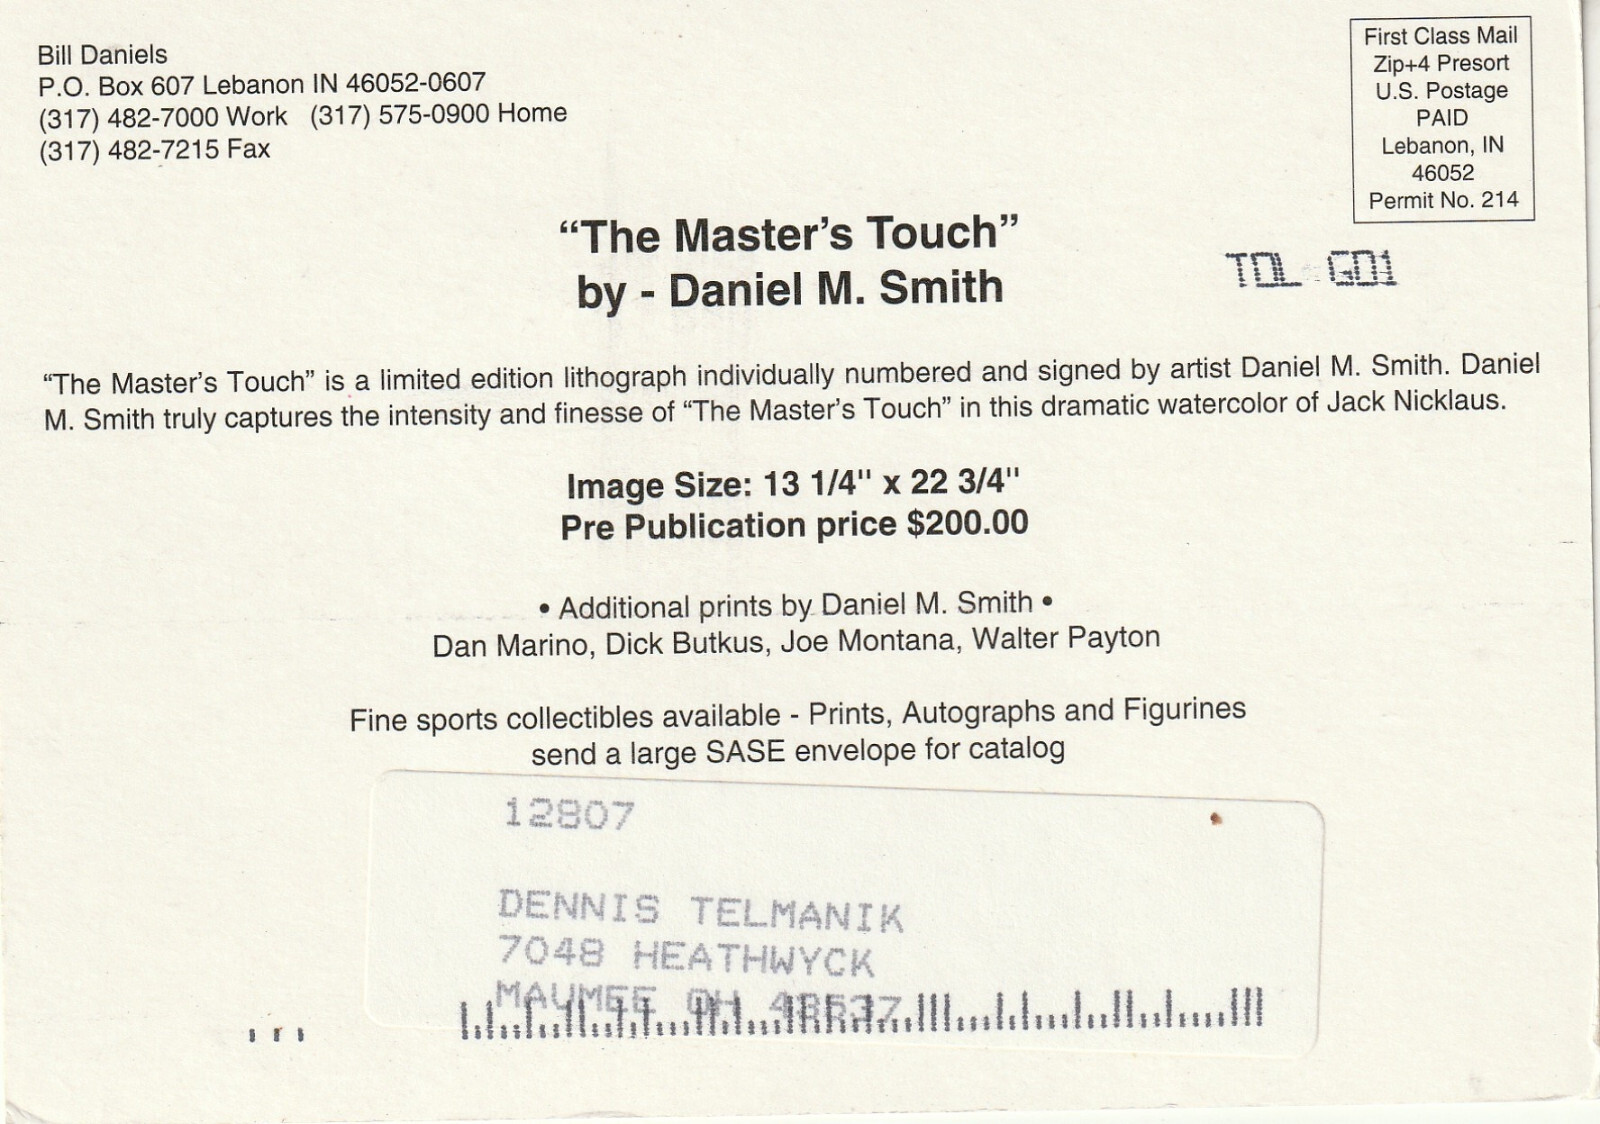 Bill Daniels
P.O. Box 607 Lebanon IN 46052-0607
(317) 482-7000 Work (317) 575-0900 Home
(317) 482-7215 Fax
First Class Mail
Zip+4 Presort
U.S. Postage
PAID
Lebanon, IN
46052
Permit No. 214
TOL GD1
“The Master’s Touch”
by - Daniel M. Smith
“The Master’s Touch” is a limited edition lithograph individually numbered and signed by artist Daniel M. Smith. Daniel
M. Smith truly captures the intensity and finesse of “The Master’s Touch” in this dramatic watercolor of Jack Nicklaus.
Image Size: 13 1/4" x 22 3/4"
Pre Publication price $200.00
• Additional prints by Daniel M. Smith •
Dan Marino, Dick Butkus, Joe Montana, Walter Payton
Fine sports collectibles available - Prints, Autographs and Figurines
send a large SASE envelope for catalog
12807
DENNIS TELMANIK
7048 HEATHWYCK
MAUMEE OH 43537